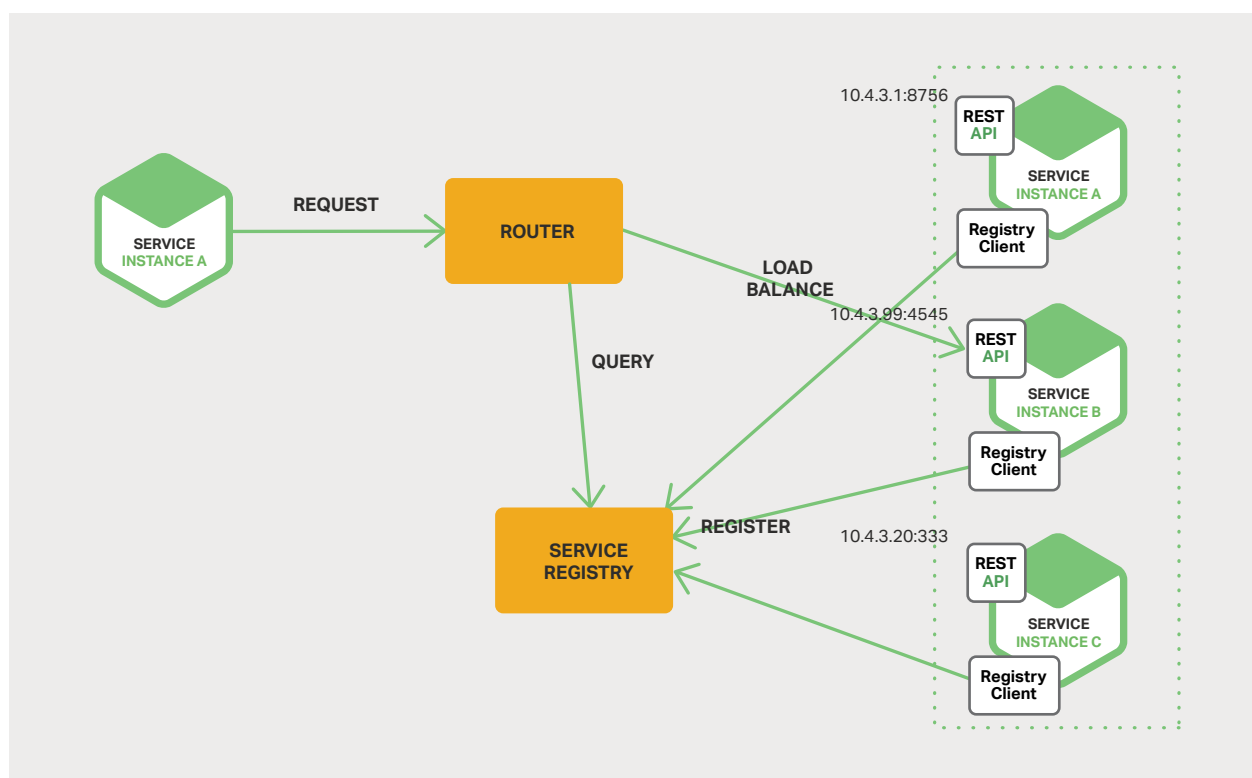 SERVICE
INSTANCE A
REQUEST
ROUTER
LOAD
BALANCE
QUERY
SERVICE
REGISTRY
REGISTER
10.4.3.1:8756
REST
API
SERVICE
INSTANCE A
Registry
Client
10.4.3.99:4545
REST
API
SERVICE
INSTANCE B
Registry
Client
10.4.3.20:333
REST
API
SERVICE
INSTANCE C
Registry
Client